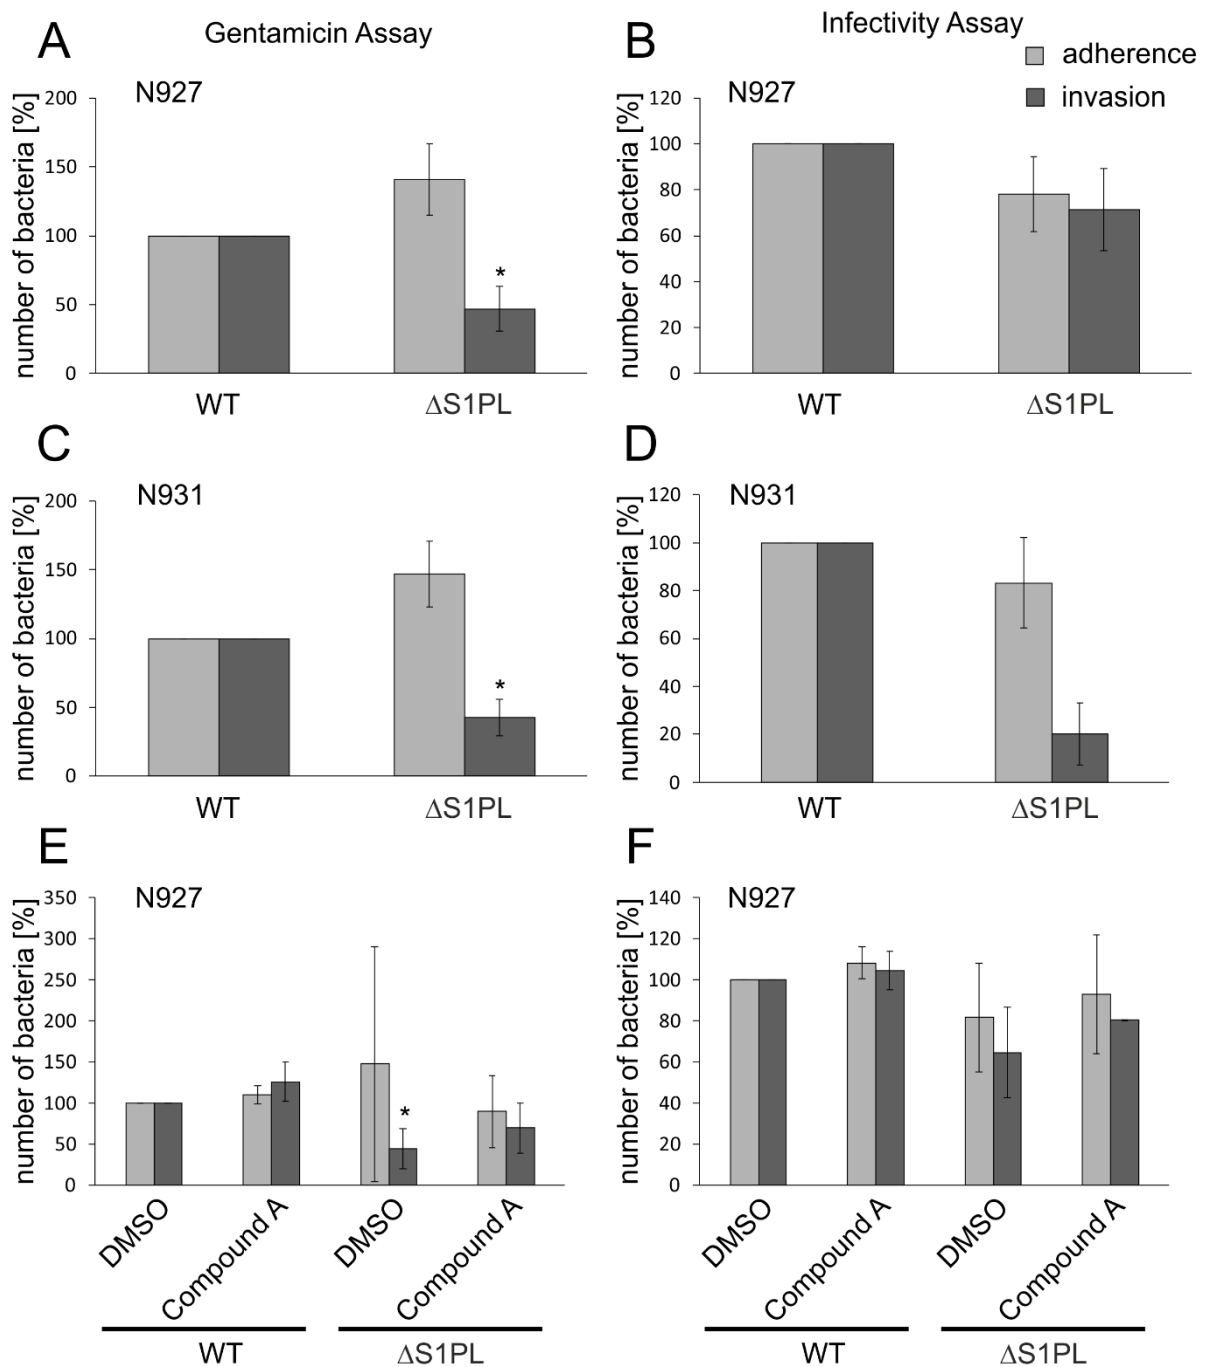 A
Gentamicin Assay
B
Infectivity Assay
adherence
invasion
N927
number of bacteria [%]
200
150
100
50
0
WT
ΔS1PL
N927
number of bacteria [%]
120
100
80
60
40
20
0
WT
ΔS1PL
C
N931
number of bacteria [%]
200
150
100
50
0
*
*
WT
ΔS1PL
D
N931
number of bacteria [%]
120
100
80
60
40
20
0
WT
ΔS1PL
E
N927
number of bacteria [%]
350
300
250
200
150
100
50
0
*
DMSO
Compound A
DMSO
Compound A
WT
ΔS1PL
F
N927
number of bacteria [%]
140
120
100
80
60
40
20
0
DMSO
Compound A
DMSO
Compound A
WT
ΔS1PL